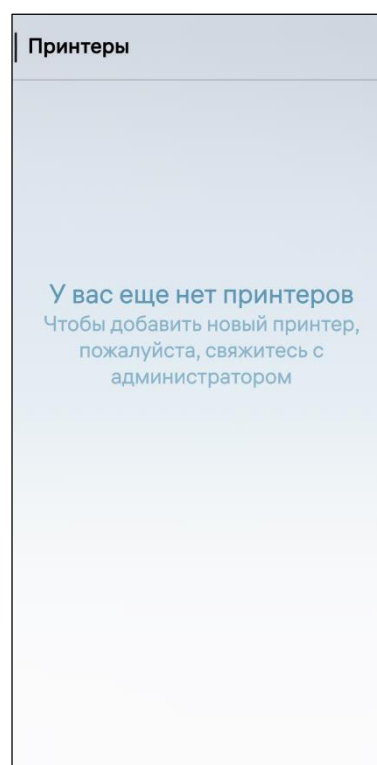 Принтеры
У вас еще нет принтеров
Чтобы добавить новый принтер,
пожалуйста, свяжитесь с
администратором